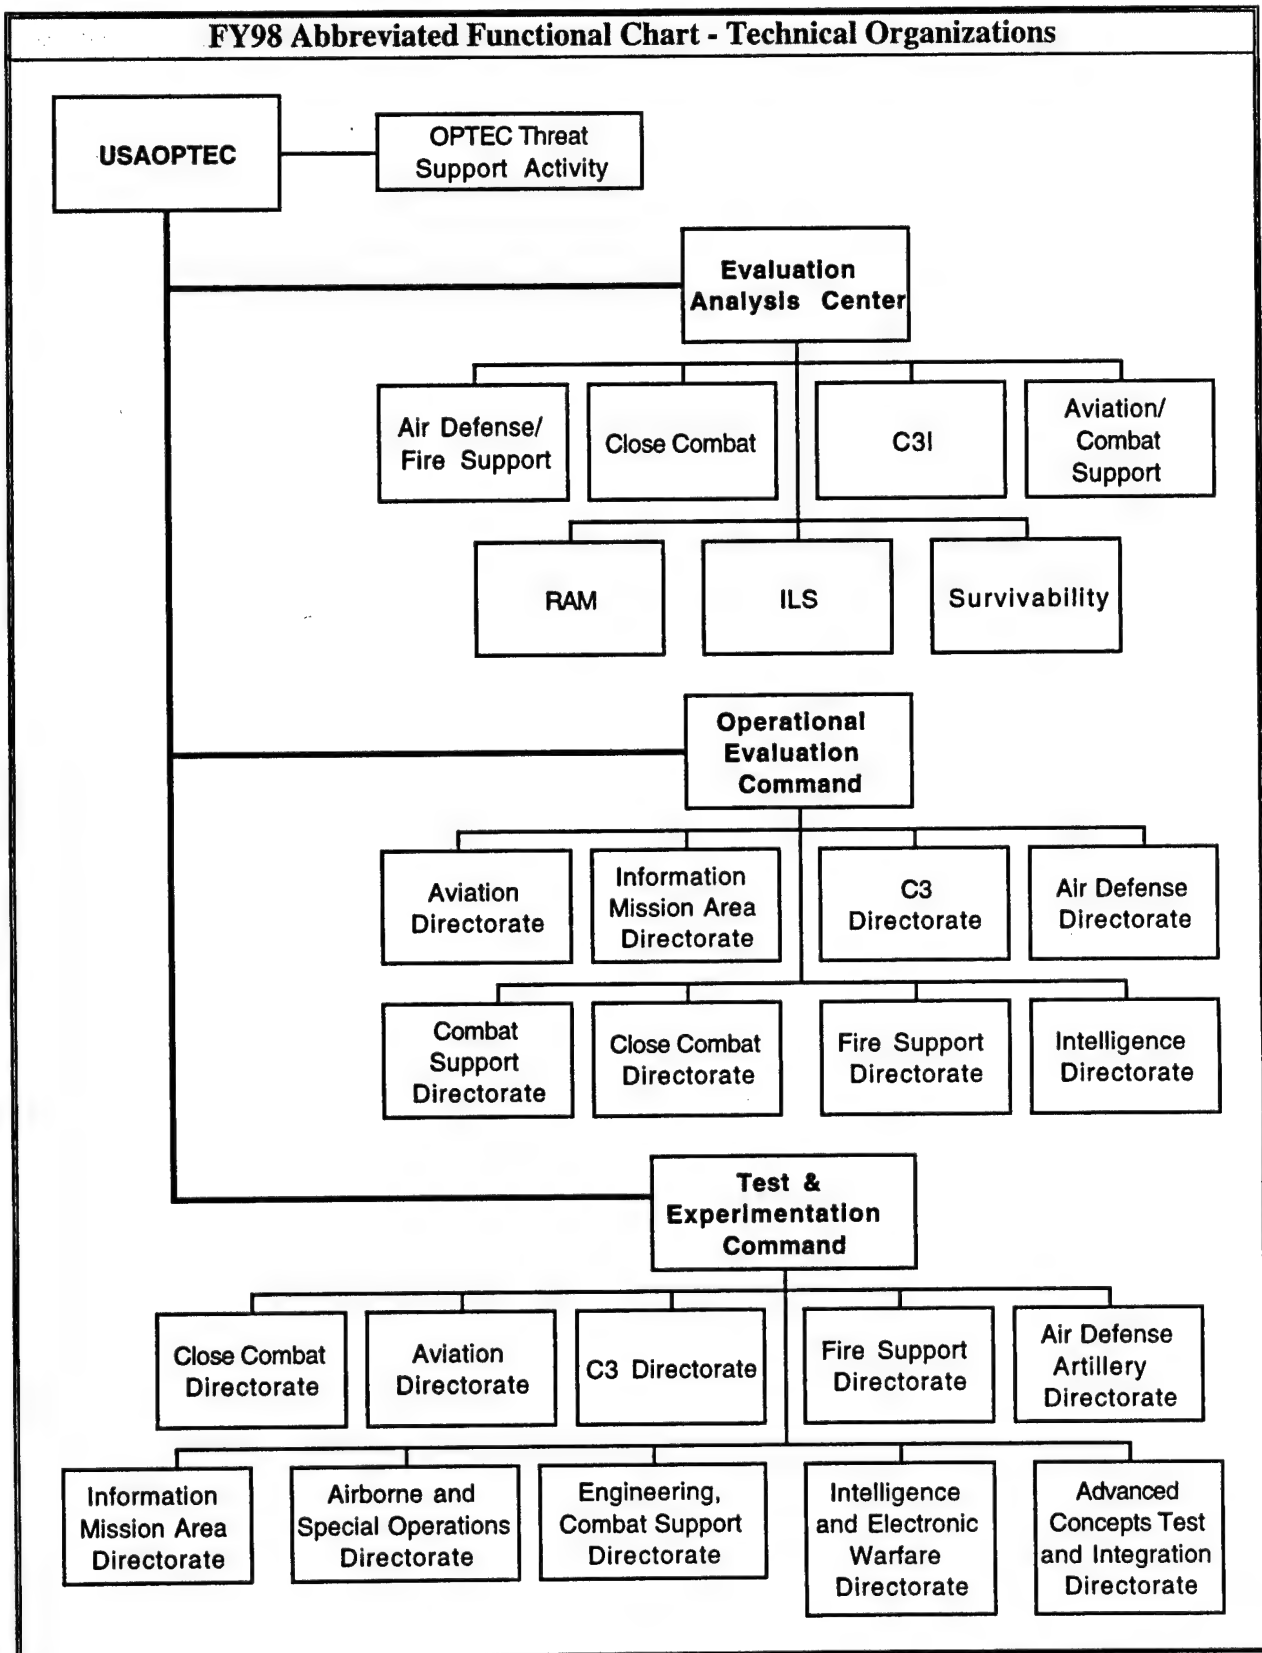 FY98 Abbreviated Functional Chart - Technical Organizations
USAOPTEC
OPTEC Threat
Support Activity
Evaluation
Analysis Center
Air Defense/
Fire Support
Close Combat
C3I
Aviation/
Combat
Support
RAM
ILS
Survivability
Operational
Evaluation
Command
Aviation
Directorate
Information
Mission Area
Directorate
C3
Directorate
Air Defense
Directorate
Combat
Support
Directorate
Close Combat
Directorate
Fire Support
Directorate
Intelligence
Directorate
Test &
Experimentation
Command
Close Combat
Directorate
Aviation
Directorate
C3 Directorate
Fire Support
Directorate
Air Defense
Artillery
Directorate
Information
Mission Area
Directorate
Airborne and
Special Operations
Directorate
Engineering,
Combat Support
Directorate
Intelligence
and Electronic
Warfare
Directorate
Advanced
Concepts Test
and Integration
Directorate